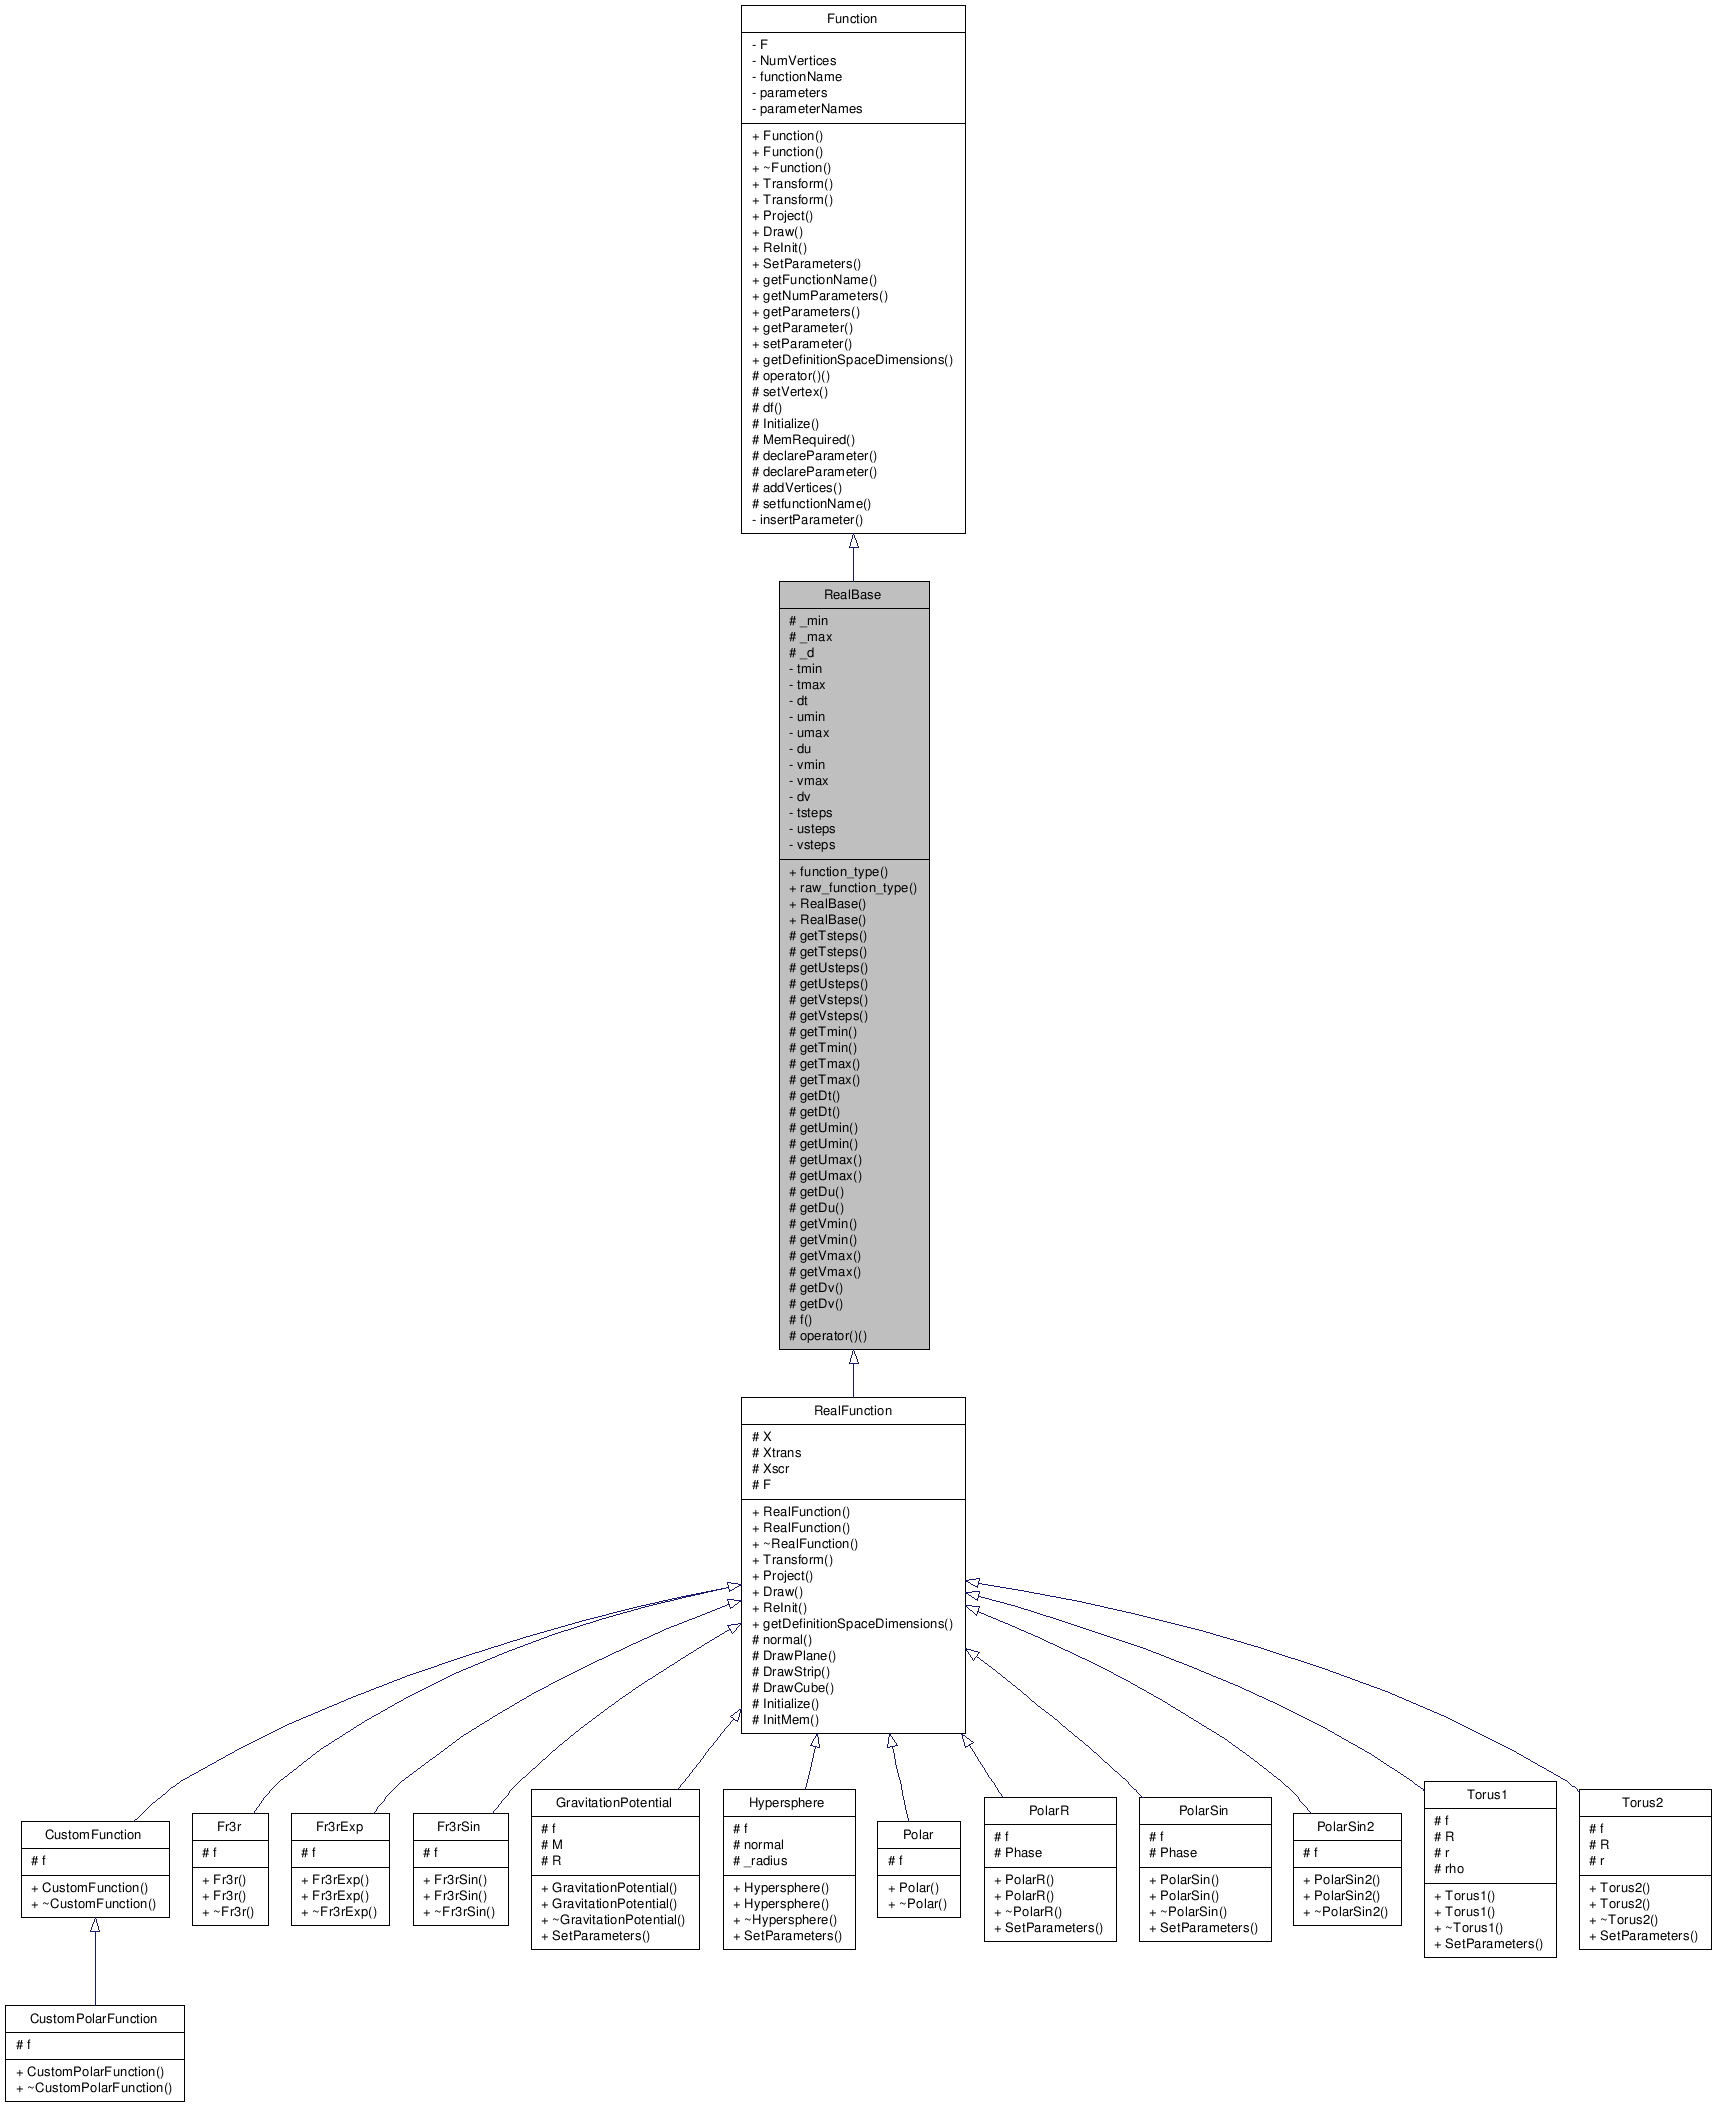 Function
- F
- NumVertices
- functionName
- parameters
- parameterNames
+ Function()
+ Function()
+ ~Function()
+ Transform()
+ Transform()
+ Project()
+ Draw()
+ ReInit()
+ SetParameters()
+ getFunctionName()
+ getNumParameters()
+ getParameters()
+ getParameter()
+ setParameter()
+ getDefinitionSpaceDimensions()
# operator()()
# setVertex()
# df()
# Initialize()
# MemRequired()
# declareParameter()
# declareParameter()
# addVertices()
# setfunctionName()
- insertParameter()
RealBase
# _min
# _max
# _d
- tmin
- tmax
- dt
- umin
- umax
- du
- vmin
- vmax
- dv
- tsteps
- usteps
- vsteps
+ function_type()
+ raw_function_type()
+ RealBase()
+ RealBase()
# getTsteps()
# getTsteps()
# getUsteps()
# getUsteps()
# getVsteps()
# getVsteps()
# getTmin()
# getTmin()
# getTmax()
# getTmax()
# getDt()
# getDt()
# getUmin()
# getUmin()
# getUmax()
# getUmax()
# getDu()
# getDu()
# getVmin()
# getVmin()
# getVmax()
# getVmax()
# getDv()
# getDv()
# f()
# operator()()
RealFunction
# X
# Xtrans
# Xscr
# F
+ RealFunction()
+ RealFunction()
+ ~RealFunction()
+ Transform()
+ Project()
+ Draw()
+ ReInit()
+ getDefinitionSpaceDimensions()
# normal()
# DrawPlane()
# DrawStrip()
# DrawCube()
# Initialize()
# InitMem()
CustomFunction
# f
+ CustomFunction()
+ ~CustomFunction()
Fr3r
# f
+ Fr3r()
+ Fr3r()
+ ~Fr3r()
Fr3rExp
# f
+ Fr3rExp()
+ Fr3rExp()
+ ~Fr3rExp()
Fr3rSin
# f
+ Fr3rSin()
+ Fr3rSin()
+ ~Fr3rSin()
GravitationPotential
# f
# M
# R
+ GravitationPotential()
+ GravitationPotential()
+ ~GravitationPotential()
+ SetParameters()
Hypersphere
# f
# normal
# _radius
+ Hypersphere()
+ Hypersphere()
+ ~Hypersphere()
+ SetParameters()
Polar
# f
+ Polar()
+ ~Polar()
PolarR
# f
# Phase
+ PolarR()
+ PolarR()
+ ~PolarR()
+ SetParameters()
PolarSin
# f
# Phase
+ PolarSin()
+ PolarSin()
+ ~PolarSin()
+ SetParameters()
PolarSin2
# f
+ PolarSin2()
+ PolarSin2()
+ ~PolarSin2()
Torus1
# f
# R
# r
# rho
+ Torus1()
+ Torus1()
+ ~Torus1()
+ SetParameters()
Torus2
# f
# R
# r
+ Torus2()
+ Torus2()
+ ~Torus2()
+ SetParameters()
CustomPolarFunction
# f
+ CustomPolarFunction()
+ ~CustomPolarFunction()